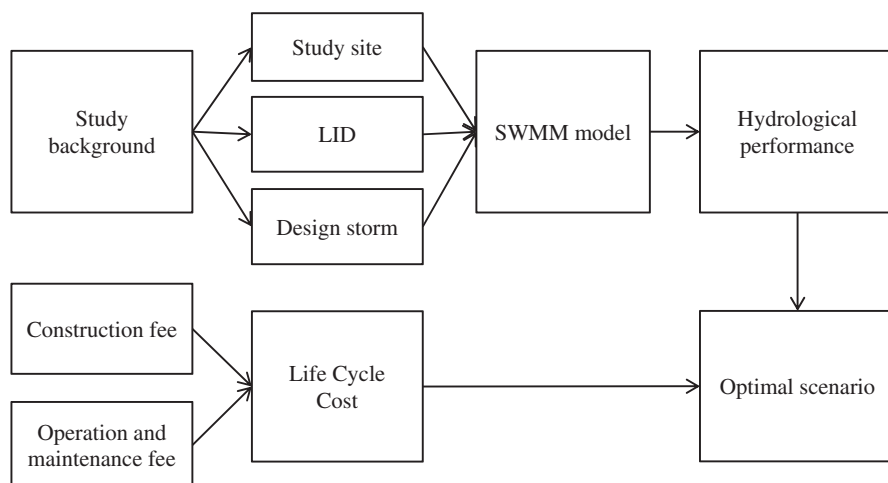 Study site
Study
background
LID
SWMM model
Hydrological
performance
Design storm
Construction fee
Life Cycle
Cost
Optimal scenario
Operation and
maintenance fee